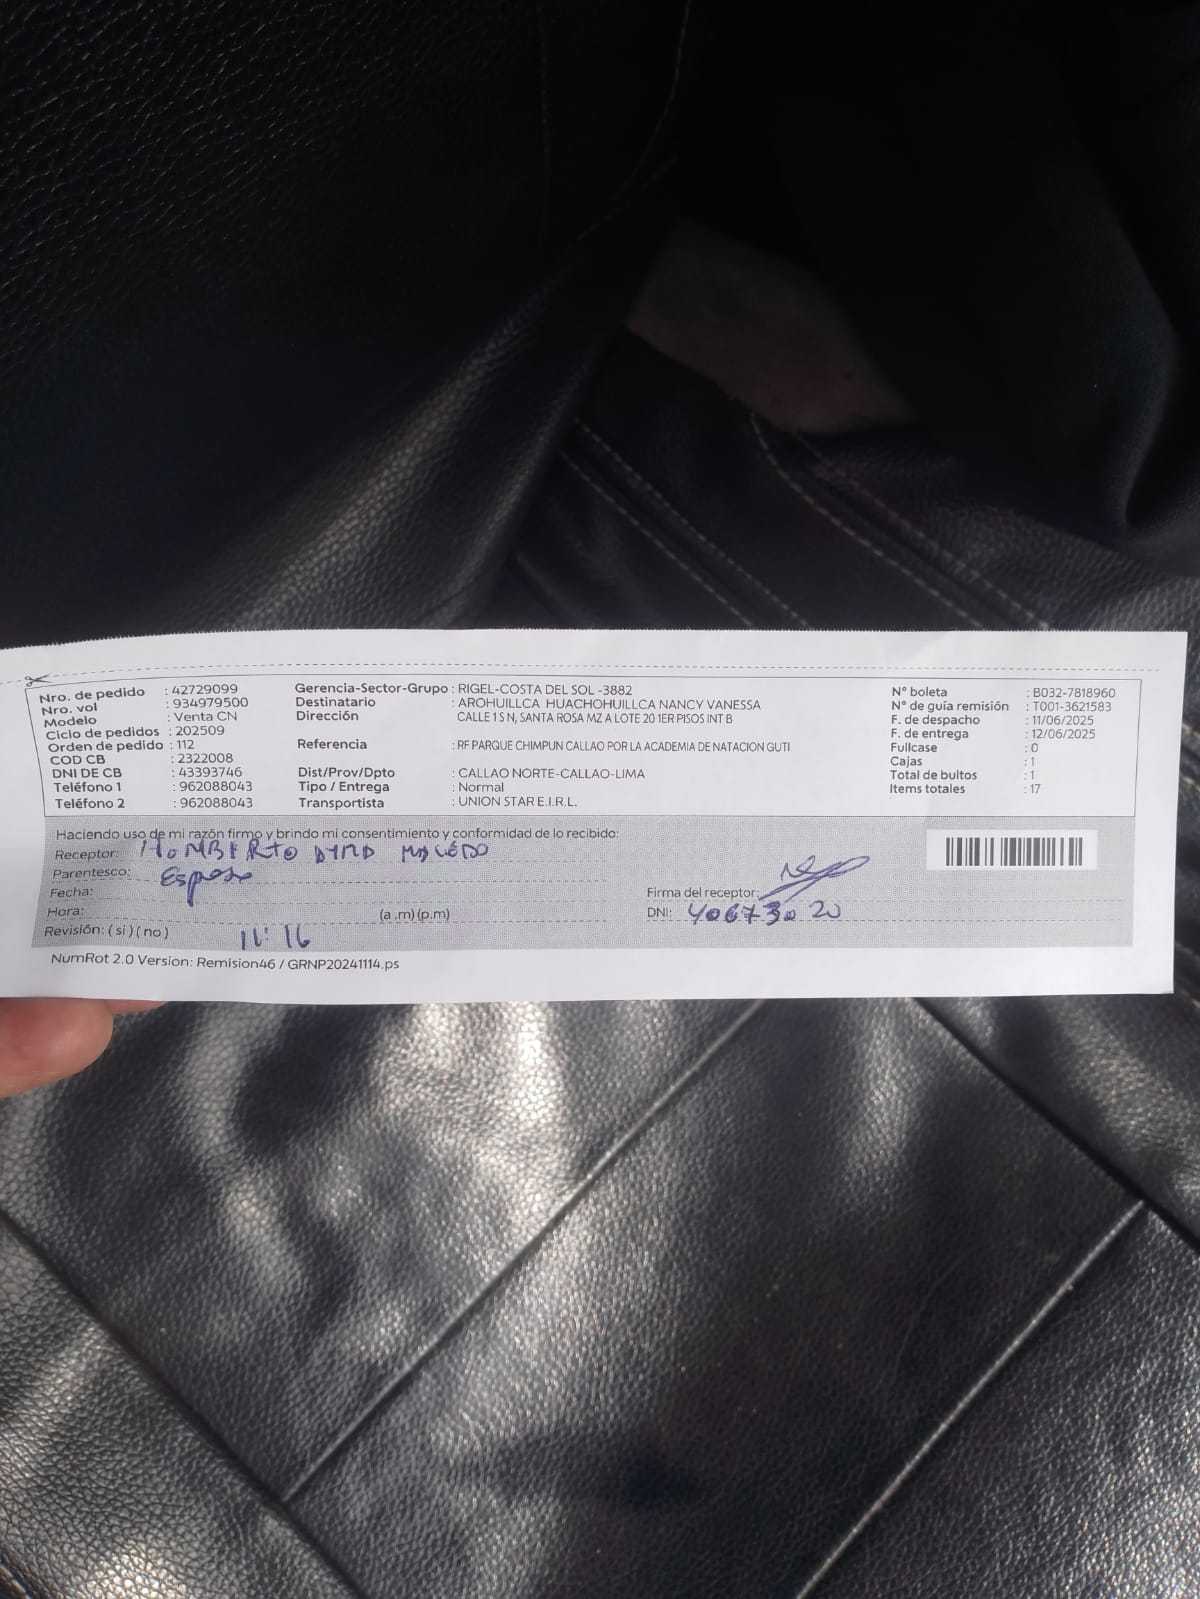 Nro. de pedido : 42729099
Nro. vol : 934979500
Modelo : Venta CN
Ciclo de pedidos : 202509
Orden de pedido : 112
COD CB : 2322008
DNI DE CB : 43393746
Teléfono 1 : 962088043
Teléfono 2 : 962088043
Gerencia-Sector-Grupo : RIGEL-COSTA DEL SOL -3882
Destinatario : AROHUILLCA HUACHOHUILLCA NANCY VANESSA
Dirección CALLE 1 S N, SANTA ROSA MZ A LOTE 20 1ER PISOS INT B
Referencia : RF PARGUE CHIMPUN CALLAO POR LA ACADEMIA DE NATACION GUTI
Dist/Prov/Dpto : CALLAO NORTE-CALLAO-LIMA
Tipo / Entrega : Normal
Transportista : UNION STAR E.I.R.L.
N° boleta : B032-7818960
N° de guía remisión : T001-3621583
F. de despacho : 11/06/2025
F. de entrega : 12/06/2025
Fullcase : 0
Cajas : 1
Total de bultos : 1
Items totales : 17
Haciendo uso de mi razón firmo y brindo mi consentimiento y conformidad de lo recibido:
Receptor: HOMBERTO
Parentesco: Esposo
Fecha:
Hora: (a .m) (p.m)
Revisión: ( si ) ( no ) 11:16
Firma del receptor:
DNI: 40673020
NumRot 2.0 Version: Remision46 / GRNP20241114.ps